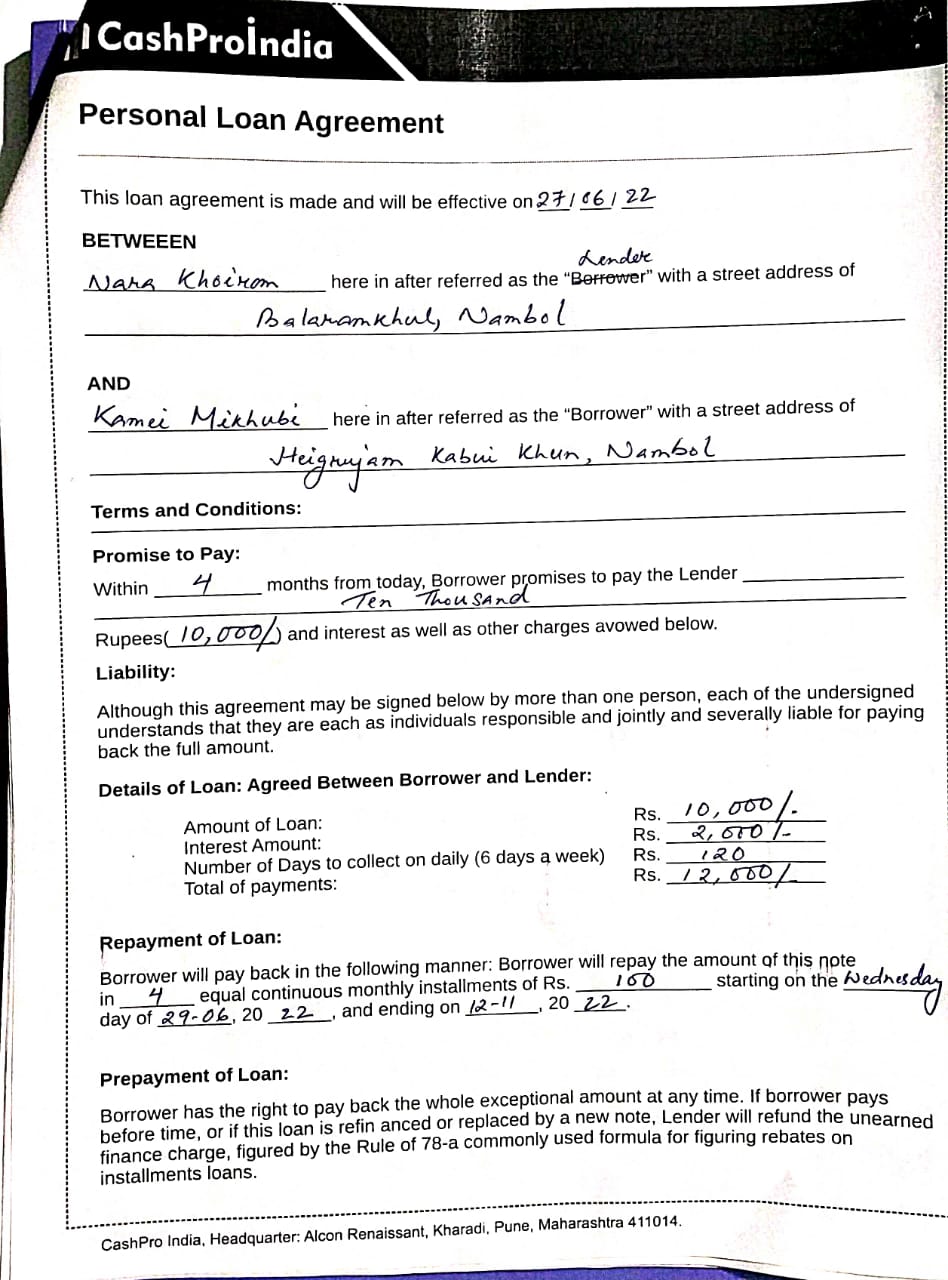 CashProİndia
Personal Loan Agreement
This loan agreement is made and will be effective on 27/06/22
BETWEEEN
Lender
Nara Khoirom here in after referred as the “Borrower” with a street address of
Balaramkhul, Nambol
AND
Kamei Mikhubi here in after referred as the “Borrower” with a street address of
Heigrujam Kabui Khun, Nambol
Terms and Conditions:
Promise to Pay:
Within 4 months from today, Borrower promises to pay the Lender
Ten Thousand
Rupees( 10,000/-) and interest as well as other charges avowed below.
Liability:
Although this agreement may be signed below by more than one person, each of the undersigned
understands that they are each as individuals responsible and jointly and severally liable for paying
back the full amount.
Details of Loan: Agreed Between Borrower and Lender:
Amount of Loan: Rs. 10,000/-
Interest Amount: Rs. 2,000/-
Number of Days to collect on daily (6 days a week) Rs. 120
Total of payments: Rs. 12,000/-
Repayment of Loan:
Borrower will pay back in the following manner: Borrower will repay the amount of this note
in 4 equal continuous monthly installments of Rs. 100 starting on the Wednesday
day of 29-06, 20 22, and ending on 12-11, 20 22.
Prepayment of Loan:
Borrower has the right to pay back the whole exceptional amount at any time. If borrower pays
before time, or if this loan is refin anced or replaced by a new note, Lender will refund the unearned
finance charge, figured by the Rule of 78-a commonly used formula for figuring rebates on
installments loans.
CashPro India, Headquarter: Alcon Renaissant, Kharadi, Pune, Maharashtra 411014.